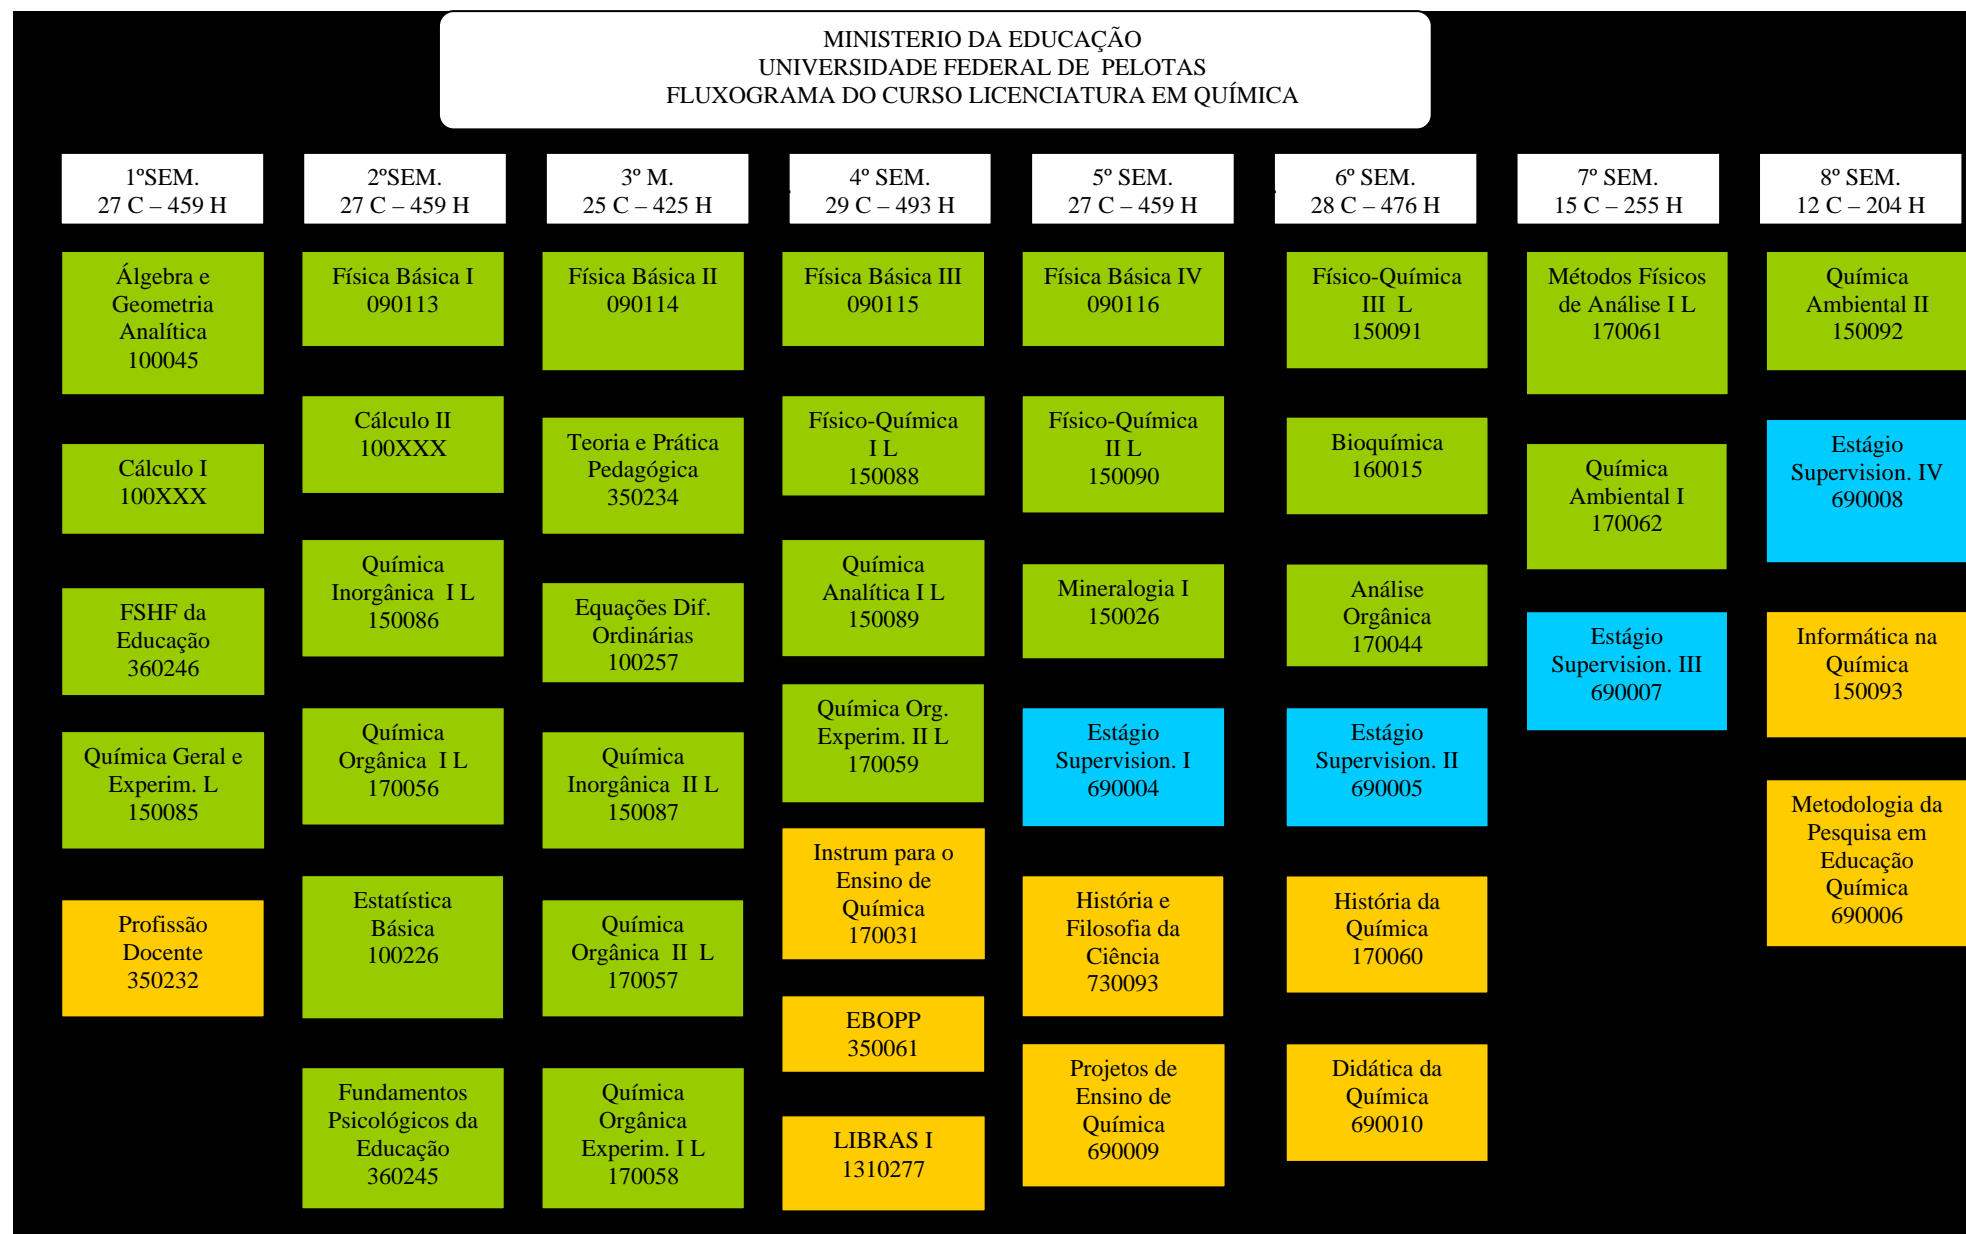 MINISTERIO DA EDUCAÇÃO
UNIVERSIDADE FEDERAL DE PELOTAS
FLUXOGRAMA DO CURSO LICENCIATURA EM QUÍMICA
1ºSEM.
27 C – 459 H
2ºSEM.
27 C – 459 H
3º M.
25 C – 425 H
4º SEM.
29 C – 493 H
5º SEM.
27 C – 459 H
6º SEM.
28 C – 476 H
7º SEM.
15 C – 255 H
8º SEM.
12 C – 204 H
Álgebra e
Geometria
Analítica
100045
Cálculo I
100XXX
FSHF da
Educação
360246
Química Geral e
Experim. L
150085
Profissão
Docente
350232
Física Básica I
090113
Cálculo II
100XXX
Química
Inorgânica I L
150086
Química
Orgânica I L
170056
Estatística
Básica
100226
Fundamentos
Psicológicos da
Educação
360245
Física Básica II
090114
Teoria e Prática
Pedagógica
350234
Equações Dif.
Ordinárias
100257
Química
Inorgânica II L
150087
Química
Orgânica II L
170057
Química
Orgânica
Experim. I L
170058
Física Básica III
090115
Físico-Química
I L
150088
Química
Analítica I L
150089
Química Org.
Experim. II L
170059
Instrum para o
Ensino de
Química
170031
EBOPP
350061
LIBRAS I
1310277
Física Básica IV
090116
Físico-Química
II L
150090
Mineralogia I
150026
Estágio
Supervision. I
690004
História e
Filosofia da
Ciência
730093
Projetos de
Ensino de
Química
690009
Físico-Química
III L
150091
Bioquímica
160015
Análise
Orgânica
170044
Estágio
Supervision. II
690005
História da
Química
170060
Didática da
Química
690010
Métodos Físicos
de Análise I L
170061
Química
Ambiental I
170062
Estágio
Supervision. III
690007
Química
Ambiental II
150092
Estágio
Supervision. IV
690008
Informática na
Química
150093
Metodologia da
Pesquisa em
Educação
Química
690006